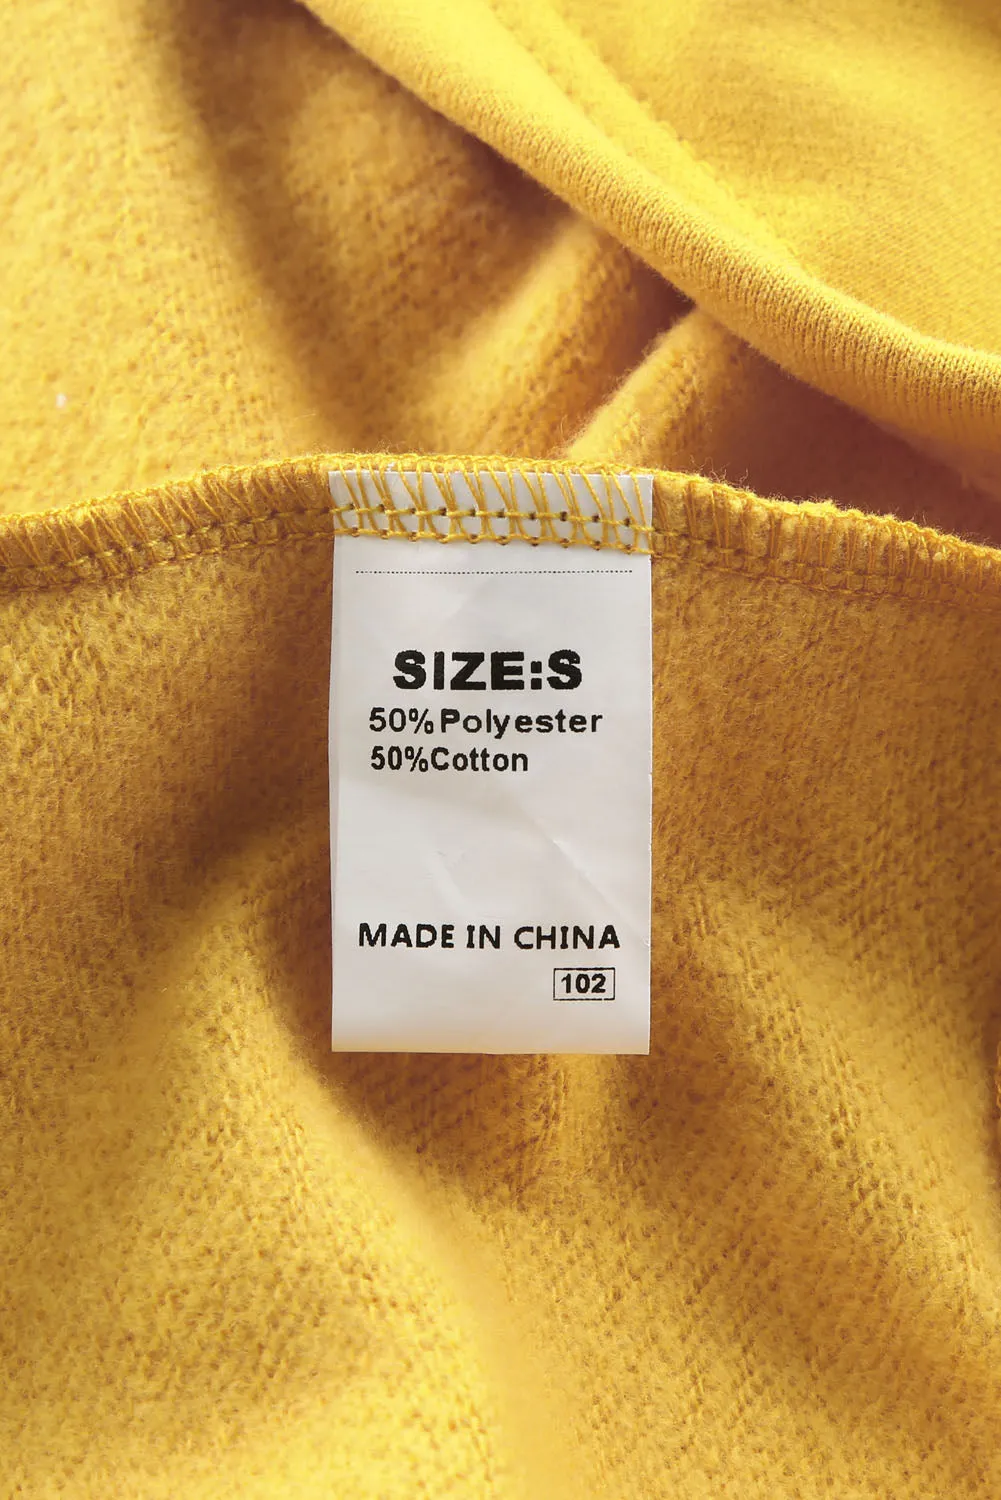 SIZE:S
50%Polyester
50%Cotton
MADE IN CHINA
102